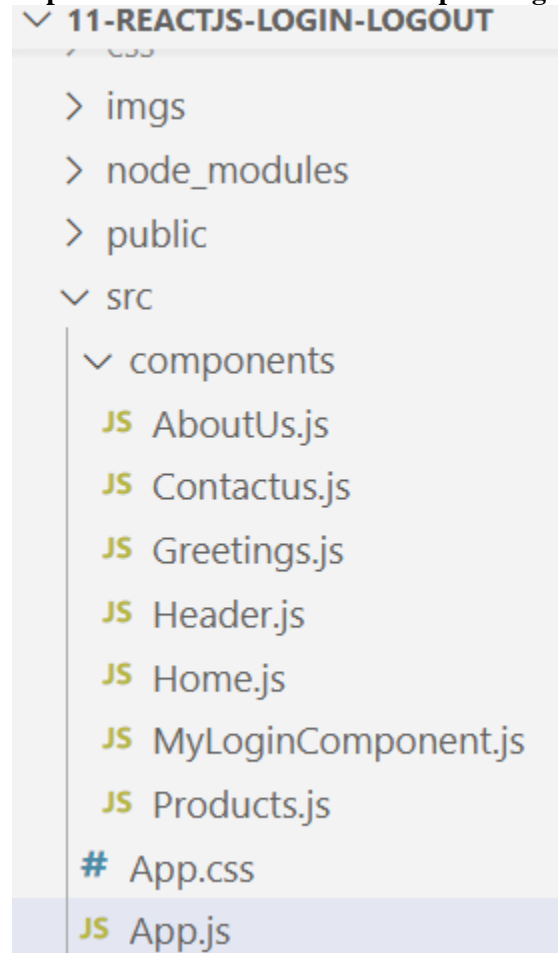 11-REACTJS-LOGIN-LOGOUT
css
imgs
node_modules
public
src
components
JS AboutUs.js
JS Contactus.js
JS Greetings.js
JS Header.js
JS Home.js
JS MyLoginComponent.js
JS Products.js
# App.css
JS App.js